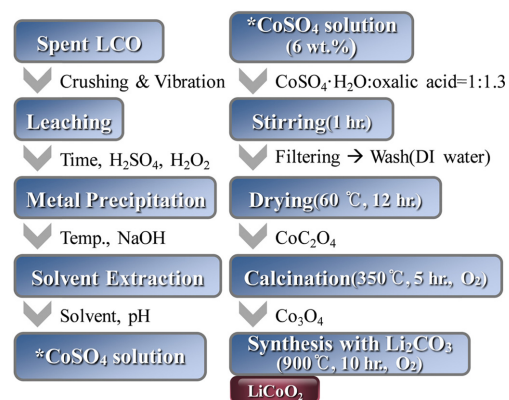 Spent LCO
Crushing & Vibration
Leaching
Time, H₂SO₄, H₂O₂
Metal Precipitation
Temp., NaOH
Solvent Extraction
Solvent, pH
*CoSO₄ solution
*CoSO₄ solution
(6 wt.%)
CoSO₄·H₂O:oxalic acid=1:1.3
Stirring(1 hr.)
Filtering → Wash(DI water)
Drying(60 ℃, 12 hr.)
CoC₂O₄
Calcination(350℃, 5 hr., O₂)
Co₃O₄
Synthesis with Li₂CO₃
(900℃, 10 hr., O₂)
LiCoO₂